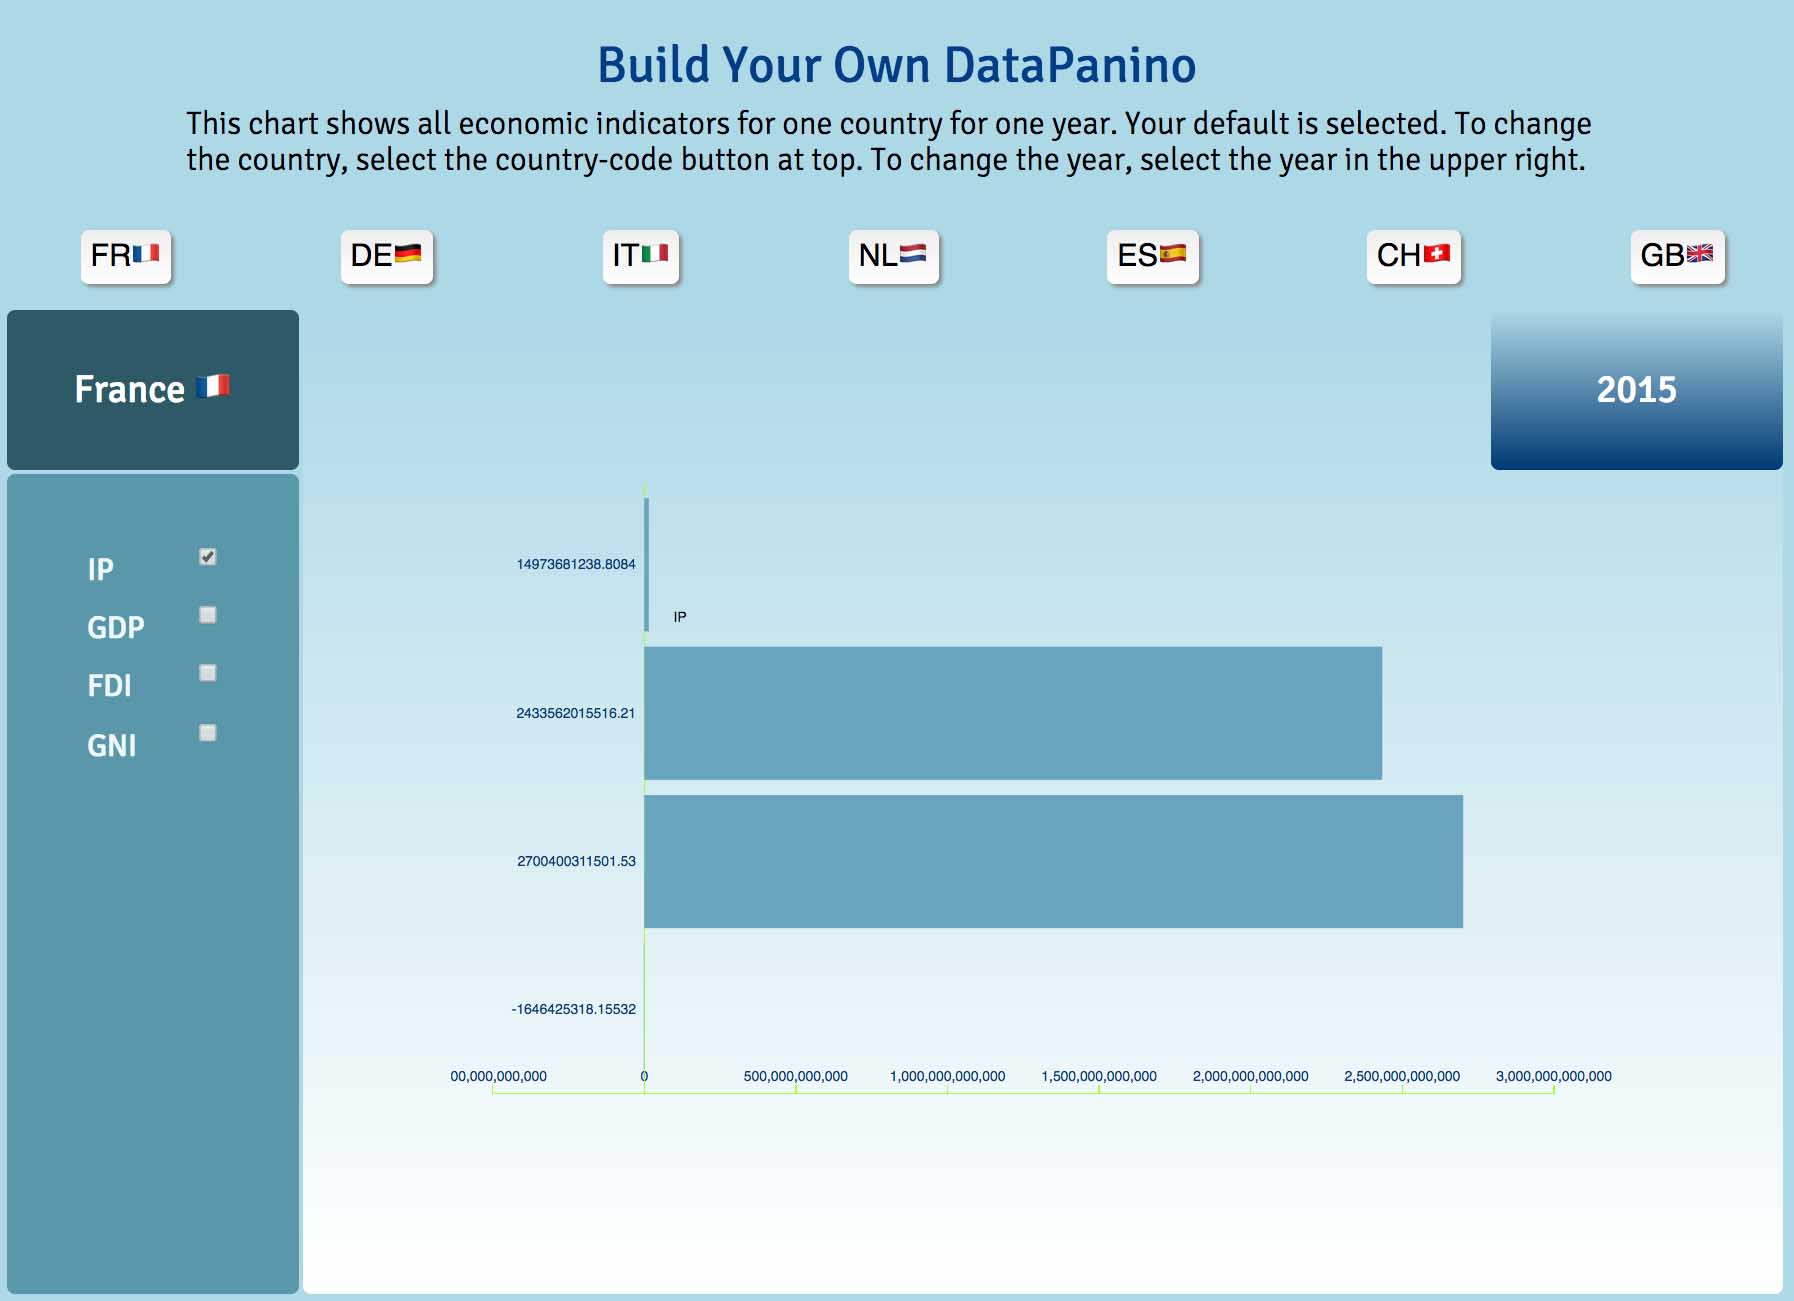 Build Your Own DataPanino
This chart shows all economic indicators for one country for one year. Your default is selected. To change
the country, select the country-code button at top. To change the year, select the year in the upper right.
FR🇫🇷 DE🇩🇪 IT🇮🇹 NL🇳🇱 ES🇪🇸 CH🇨🇭 GB🇬🇧
France 🇫🇷
2015
IP
GDP
FDI
GNI
14973681238.8084
IP
2433562015516.21
2700400311501.53
-1646425318.15532
00,000,000,000 0 500,000,000,000 1,000,000,000,000 1,500,000,000,000 2,000,000,000,000 2,500,000,000,000 3,000,000,000,000